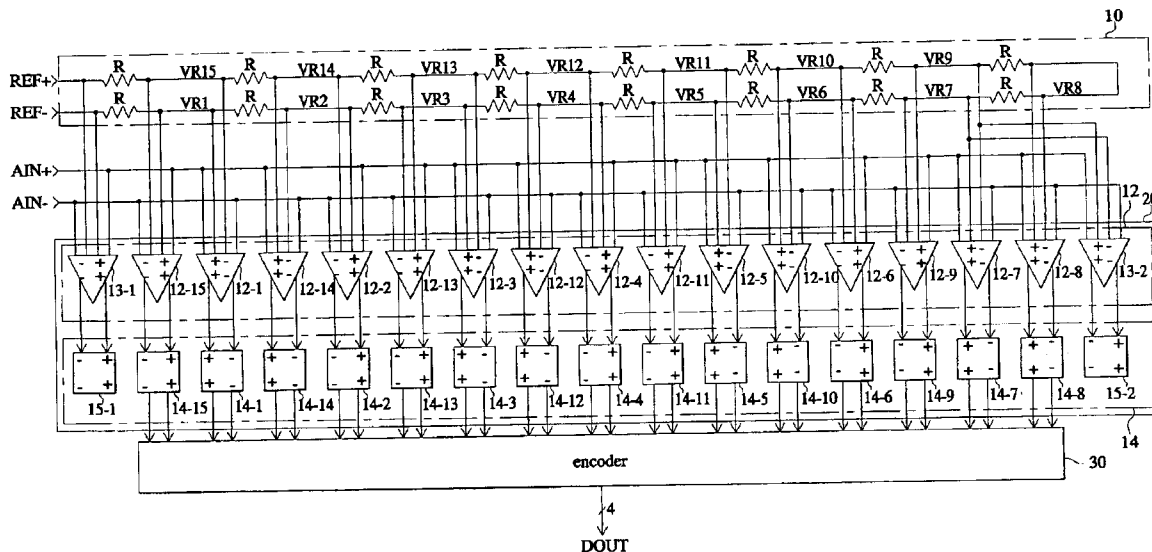 10
R R R R R R R R
REF+ VR15 VR14 VR13 VR12 VR11 VR10 VR9
R R R R R R R R
REF- VR1 VR2 VR3 VR4 VR5 VR6 VR7 VR8
AIN+
AIN-
12 20
- - + + - - + + - - + + - - + + - - + + - - + + - - + + - - + +
13-1 12-15 12-1 12-14 12-2 12-13 12-3 12-12 12-4 12-11 12-5 12-10 12-6 12-9 12-7 12-8 13-2
- + - + + - - + + - - + + - - + - + - + + - - + + - - + + - + - - +
15-1 14-15 14-1 14-14 14-2 14-13 14-3 14-12 14-4 14-11 14-5 14-10 14-6 14-9 14-7 14-8 15-2
14
encoder
30
4
DOUT